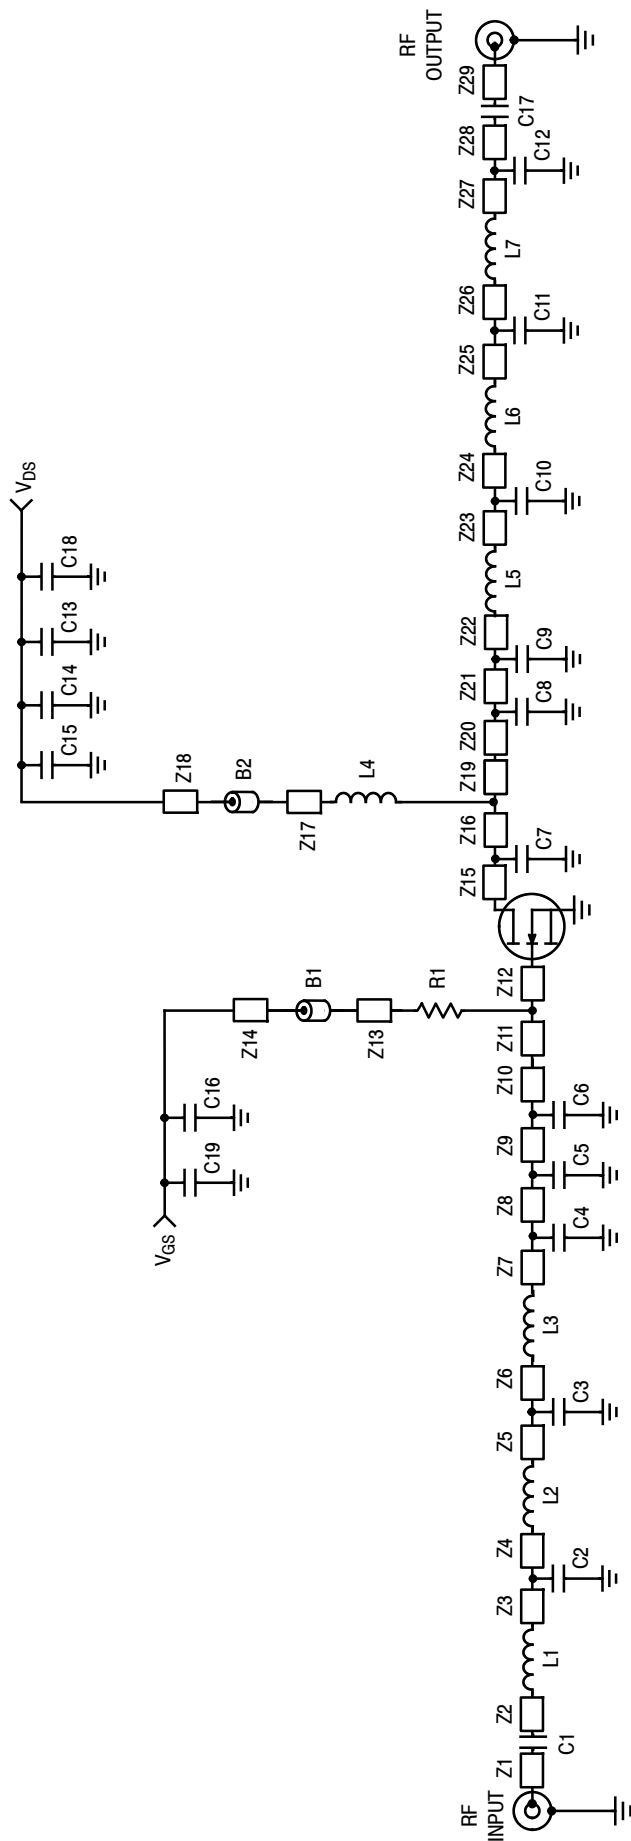 V_DS
C15 C14 C13 C18
V_GS
Z18
C19 C16
B2
Z14
Z17
B1
L4
Z13
RF
OUTPUT
R1
Z15 Z16 Z19 Z20 Z21 Z22 Z23 Z24 Z25 Z26 Z27 Z28 Z29
L5 L6 L7
C7 C8 C9 C10 C11 C12 C17
RF
INPUT
Z1 Z2 Z3 Z4 Z5 Z6 Z7 Z8 Z9 Z10 Z11 Z12
L1 L2 L3
C1 C2 C3 C4 C5 C6